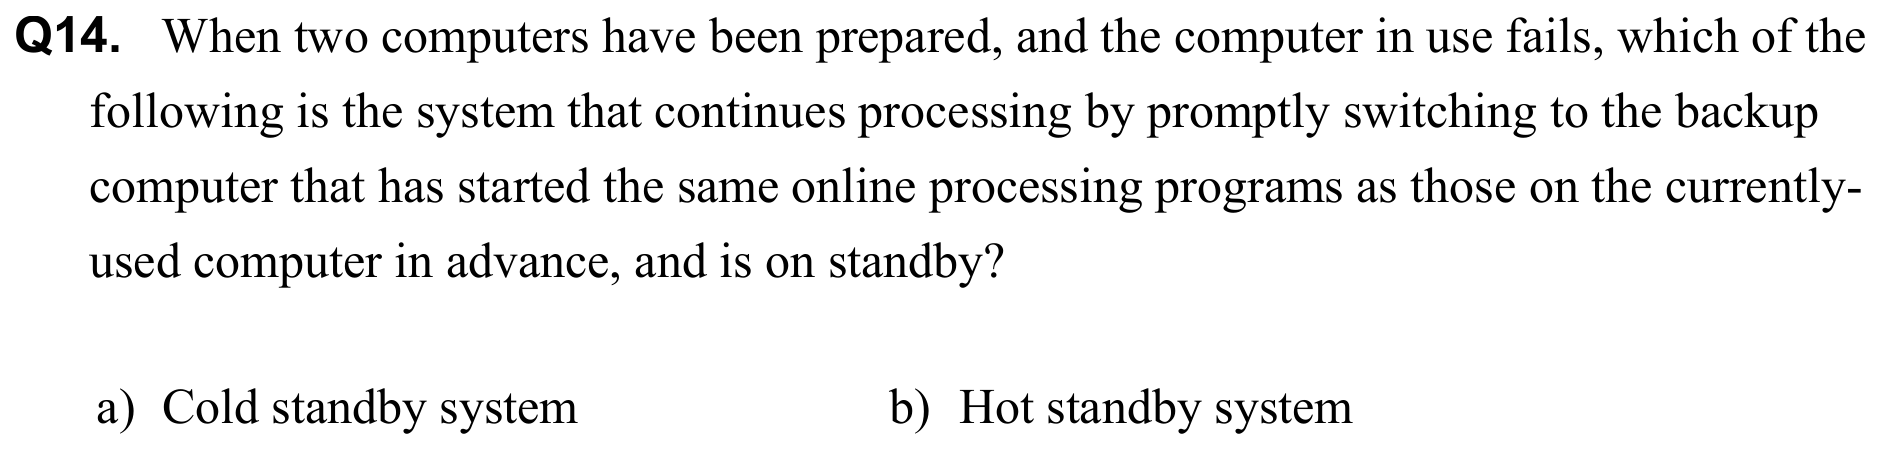 Q14. When two computers have been prepared, and the computer in use fails, which of the
following is the system that continues processing by promptly switching to the backup
computer that has started the same online processing programs as those on the currently-
used computer in advance, and is on standby?
a) Cold standby system b) Hot standby system